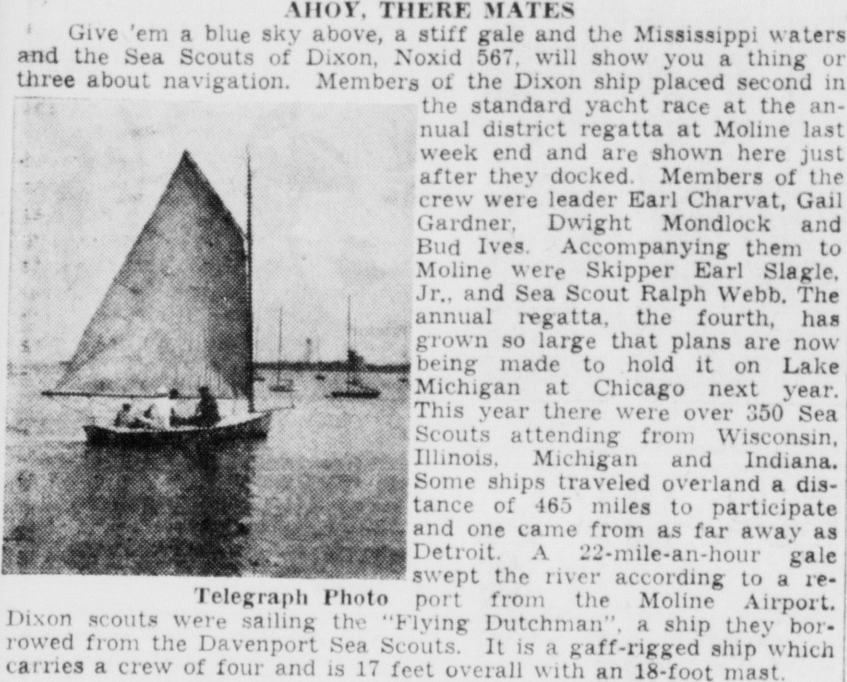 AHOY, THERE MATES
Give 'em a blue sky above, a stiff gale and the Mississippi waters
and the Sea Scouts of Dixon, Noxid 567, will show you a thing or
three about navigation. Members of the Dixon ship placed second in
the standard yacht race at the an-
nual district regatta at Moline last
week end and are shown here just
after they docked. Members of the
crew were leader Earl Charvat, Gail
Gardner, Dwight Mondlock and
Bud Ives. Accompanying them to
Moline were Skipper Earl Slagle,
Jr., and Sea Scout Ralph Webb. The
annual regatta, the fourth, has
grown so large that plans are now
being made to hold it on Lake
Michigan at Chicago next year.
This year there were over 350 Sea
Scouts attending from Wisconsin,
Illinois, Michigan and Indiana.
Some ships traveled overland a dis-
tance of 465 miles to participate
and one came from as far away as
Detroit. A 22-mile-an-hour gale
swept the river according to a re-
Telegraph Photo
port from the Moline Airport.
Dixon scouts were sailing the "Flying Dutchman", a ship they bor-
rowed from the Davenport Sea Scouts. It is a gaff-rigged ship which
carries a crew of four and is 17 feet overall with an 18-foot mast.